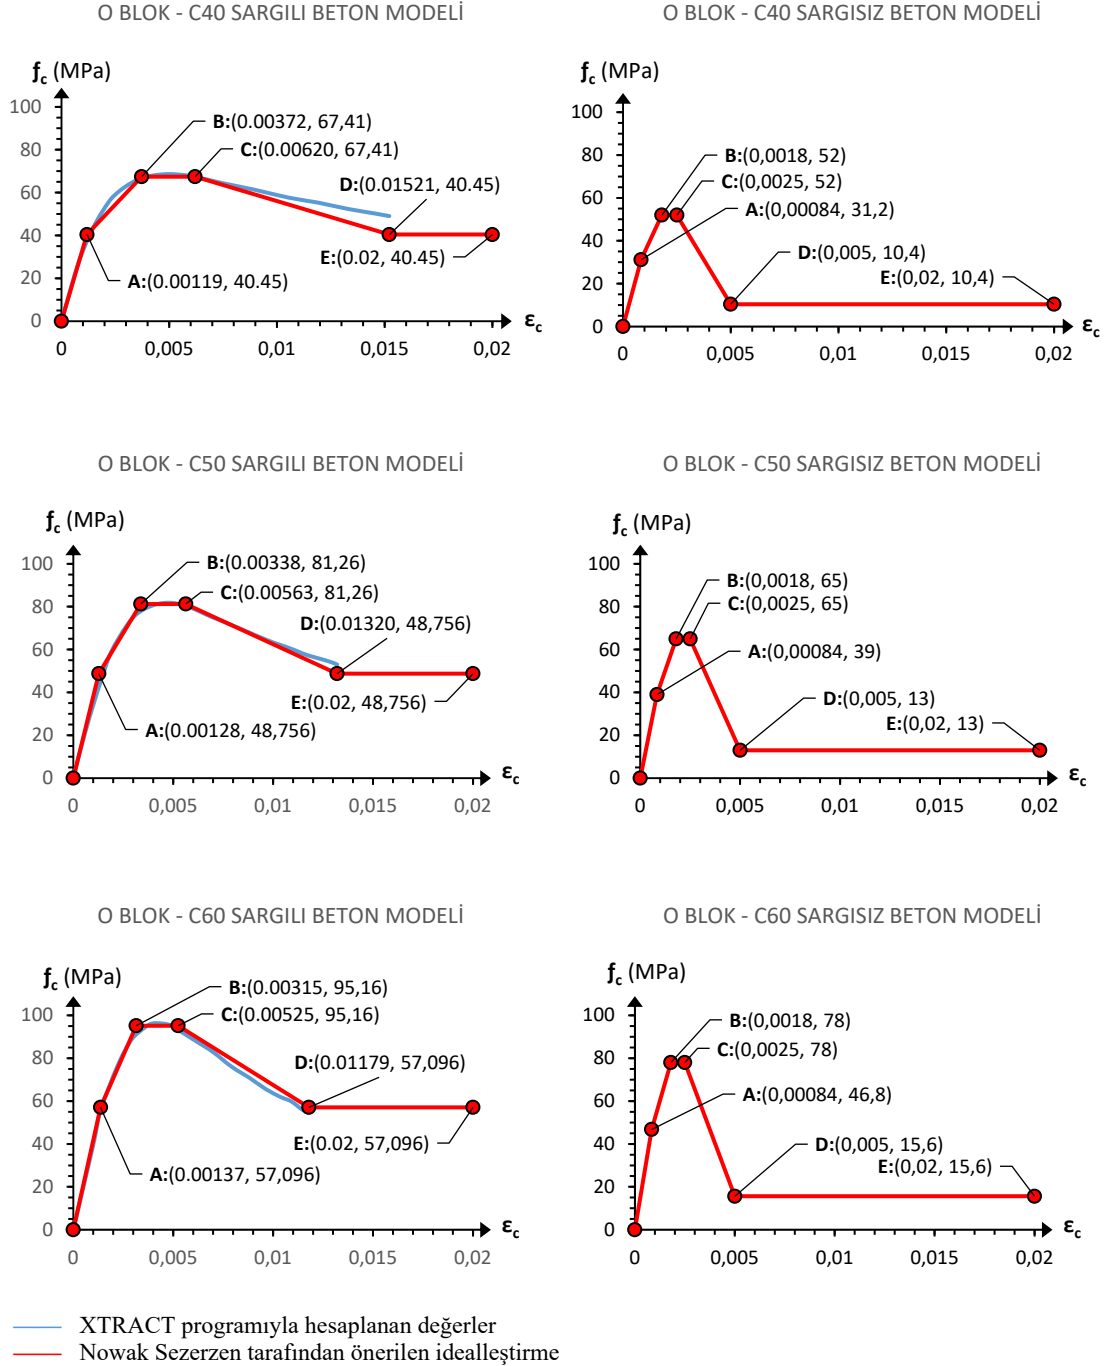 O BLOK - C40 SARGILI BETON MODELİ
f_c (MPa)
100
80
60
40
20
0
B:(0.00372, 67,41)
C:(0.00620, 67,41)
D:(0.01521, 40.45)
E:(0.02, 40.45)
A:(0.00119, 40.45)
0 0,005 0,01 0,015 0,02
ε_c
O BLOK - C40 SARGISIZ BETON MODELİ
f_c (MPa)
100
80
60
40
20
0
B:(0,0018, 52)
C:(0,0025, 52)
A:(0,00084, 31,2)
D:(0,005, 10,4)
E:(0,02, 10,4)
0 0,005 0,01 0,015 0,02
ε_c
O BLOK - C50 SARGILI BETON MODELİ
f_c (MPa)
100
80
60
40
20
0
B:(0.00338, 81,26)
C:(0.00563, 81,26)
D:(0.01320, 48,756)
E:(0.02, 48,756)
A:(0.00128, 48,756)
0 0,005 0,01 0,015 0,02
ε_c
O BLOK - C50 SARGISIZ BETON MODELİ
f_c (MPa)
100
80
60
40
20
0
B:(0,0018, 65)
C:(0,0025, 65)
A:(0,00084, 39)
D:(0,005, 13)
E:(0,02, 13)
0 0,005 0,01 0,015 0,02
ε_c
O BLOK - C60 SARGILI BETON MODELİ
f_c (MPa)
100
80
60
40
20
0
B:(0.00315, 95,16)
C:(0.00525, 95,16)
D:(0.01179, 57,096)
E:(0.02, 57,096)
A:(0.00137, 57,096)
0 0,005 0,01 0,015 0,02
ε_c
O BLOK - C60 SARGISIZ BETON MODELİ
f_c (MPa)
100
80
60
40
20
0
B:(0,0018, 78)
C:(0,0025, 78)
A:(0,00084, 46,8)
D:(0,005, 15,6)
E:(0,02, 15,6)
0 0,005 0,01 0,015 0,02
ε_c
XTRACT programıyla hesaplanan değerler
Nowak Sezerzen tarafından önerilen idealleştirme